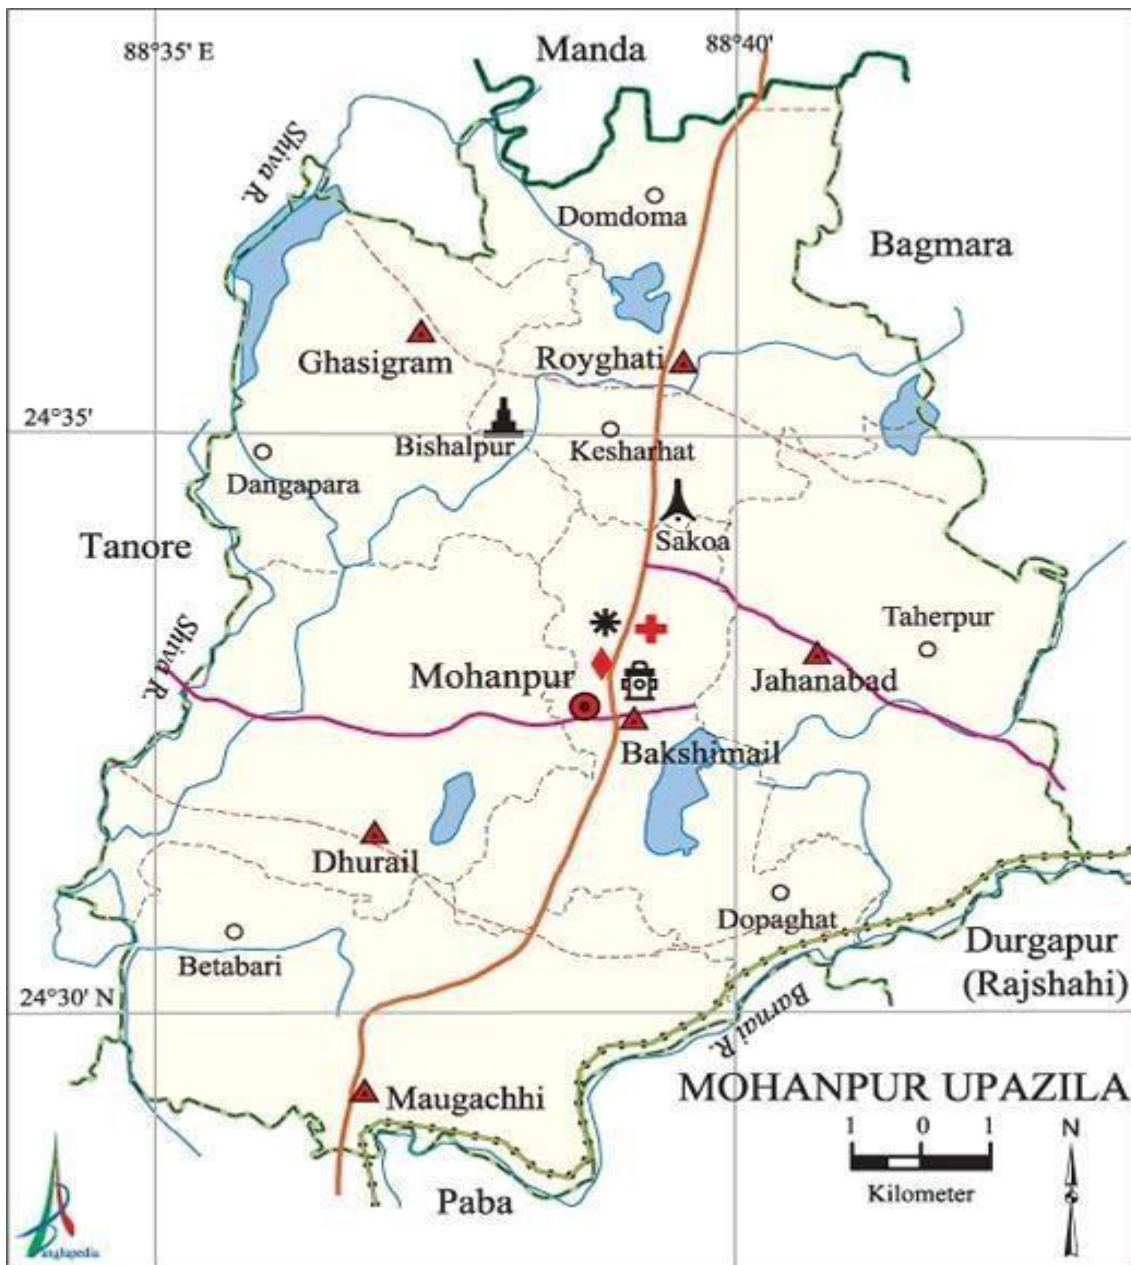 88°35' E
Manda
88°40'
Shiva R.
Domdoma
Bagmara
Ghasigram
Royghati
24°35'
Bishalpur
Kesharhat
Dangapara
Tanore
Sakoa
Shiva R.
Taherpur
Mohanpur
Jahanabad
Bakshimail
Dhurail
Dopaghat
Betabari
Durgapur
(Rajshahi)
24°30' N
Barnai R.
MOHANPUR UPAZILA
Maugachhi
1 0 1
Kilometer
N
Paba
anglapedia